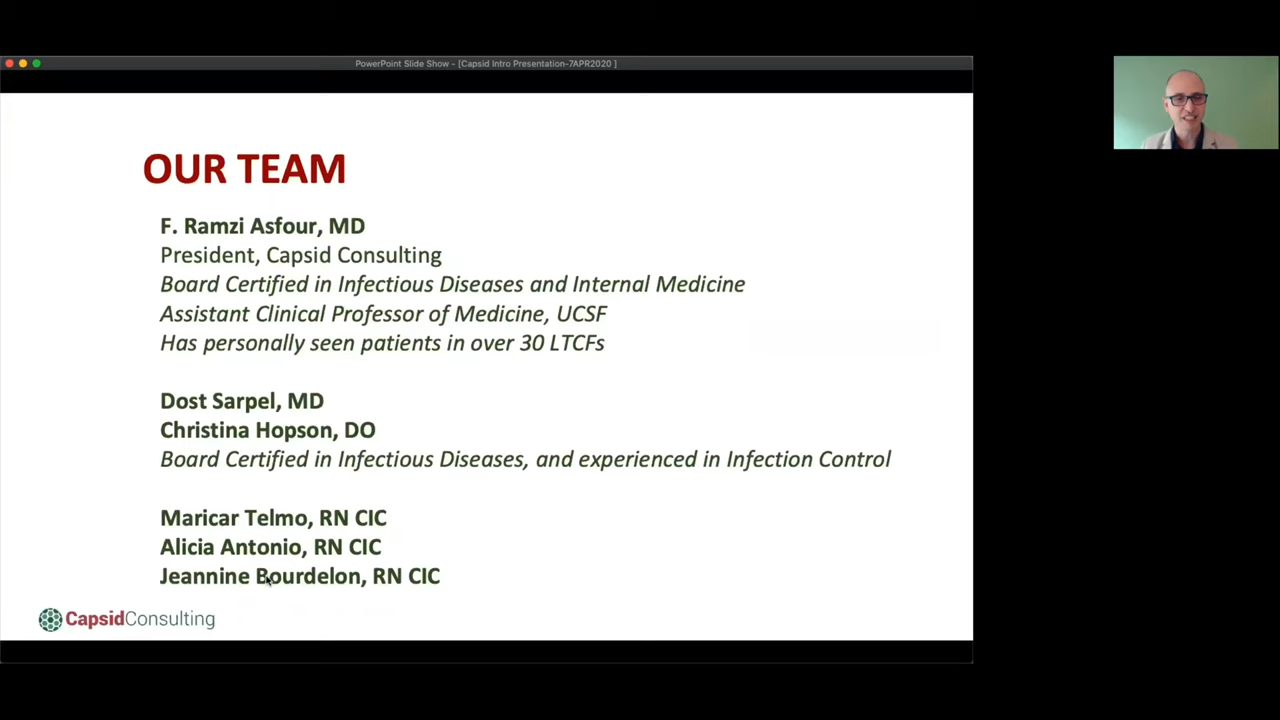 PowerPoint Slide Show - [Capsid Intro Presentation-7APR2020 ]
OUR TEAM
F. Ramzi Asfour, MD
President, Capsid Consulting
Board Certified in Infectious Diseases and Internal Medicine
Assistant Clinical Professor of Medicine, UCSF
Has personally seen patients in over 30 LTCFs
Dost Sarpel, MD
Christina Hopson, DO
Board Certified in Infectious Diseases, and experienced in Infection Control
Maricar Telmo, RN CIC
Alicia Antonio, RN CIC
Jeannine Bourdelon, RN CIC
CapsidConsulting